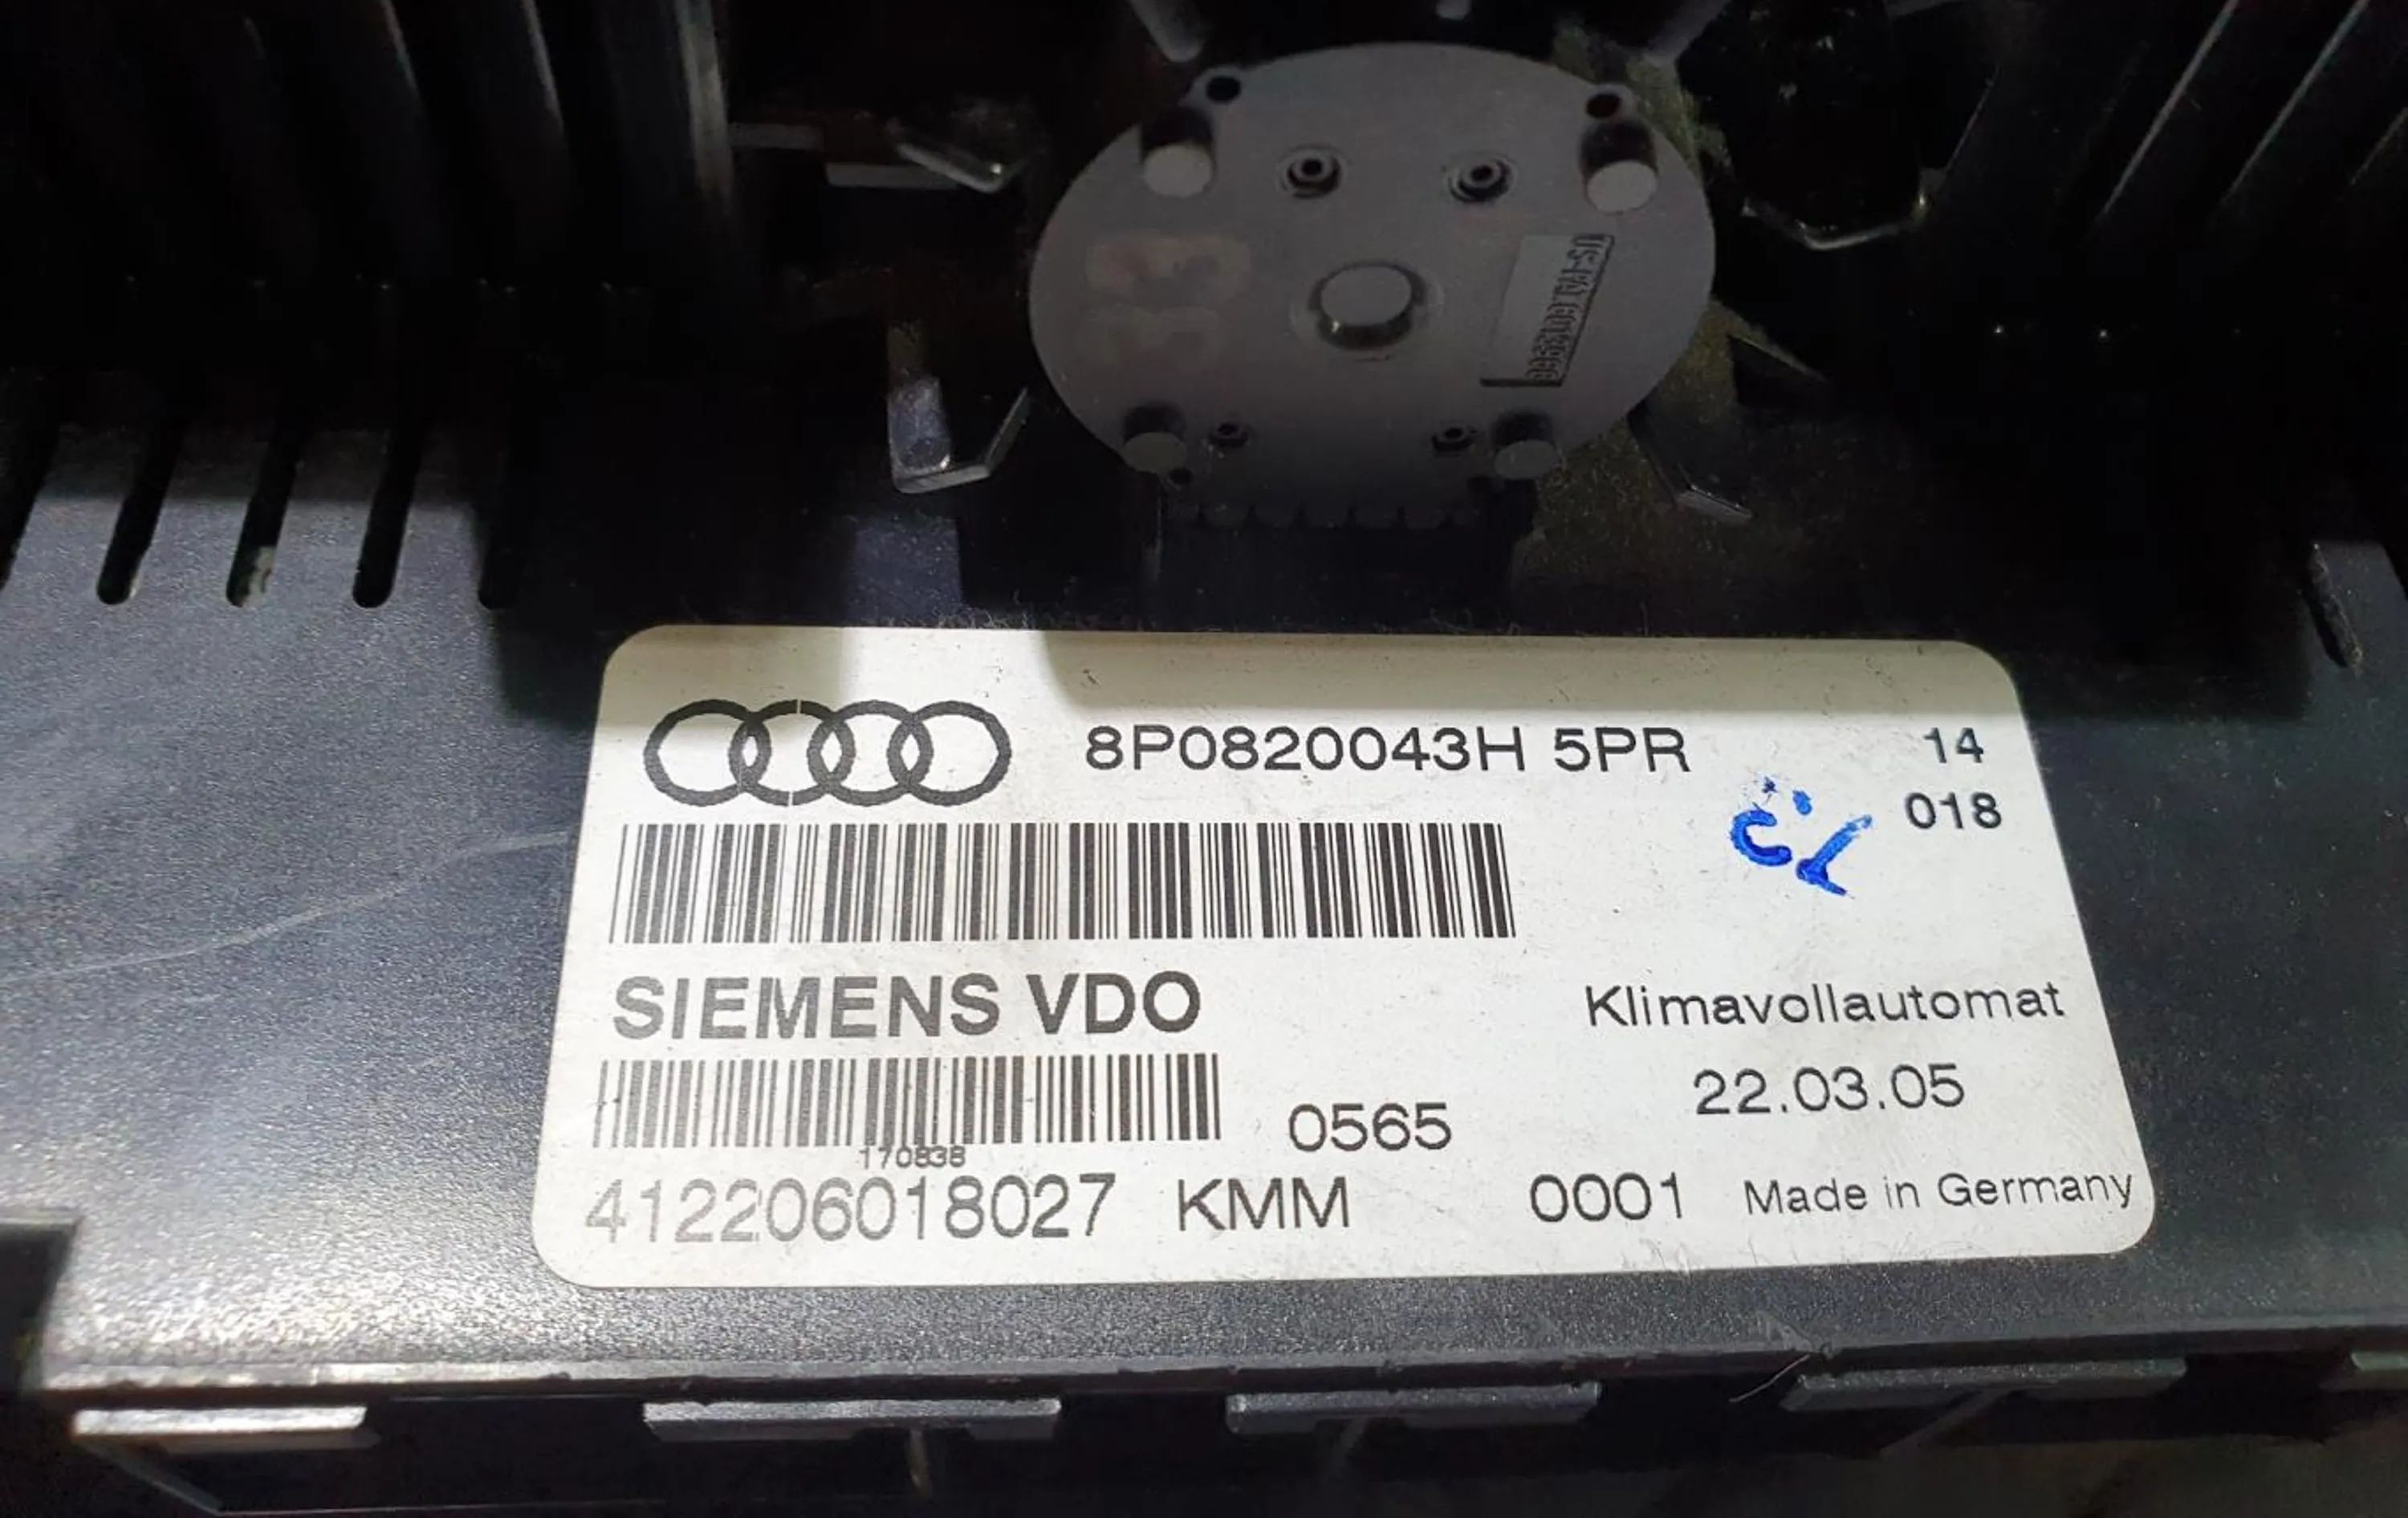 8P0820043H 5PR 14
018
SIEMENS VDO
Klimavollautomat
22.03.05
0565
170838
412206018027 KMM 0001 Made in Germany